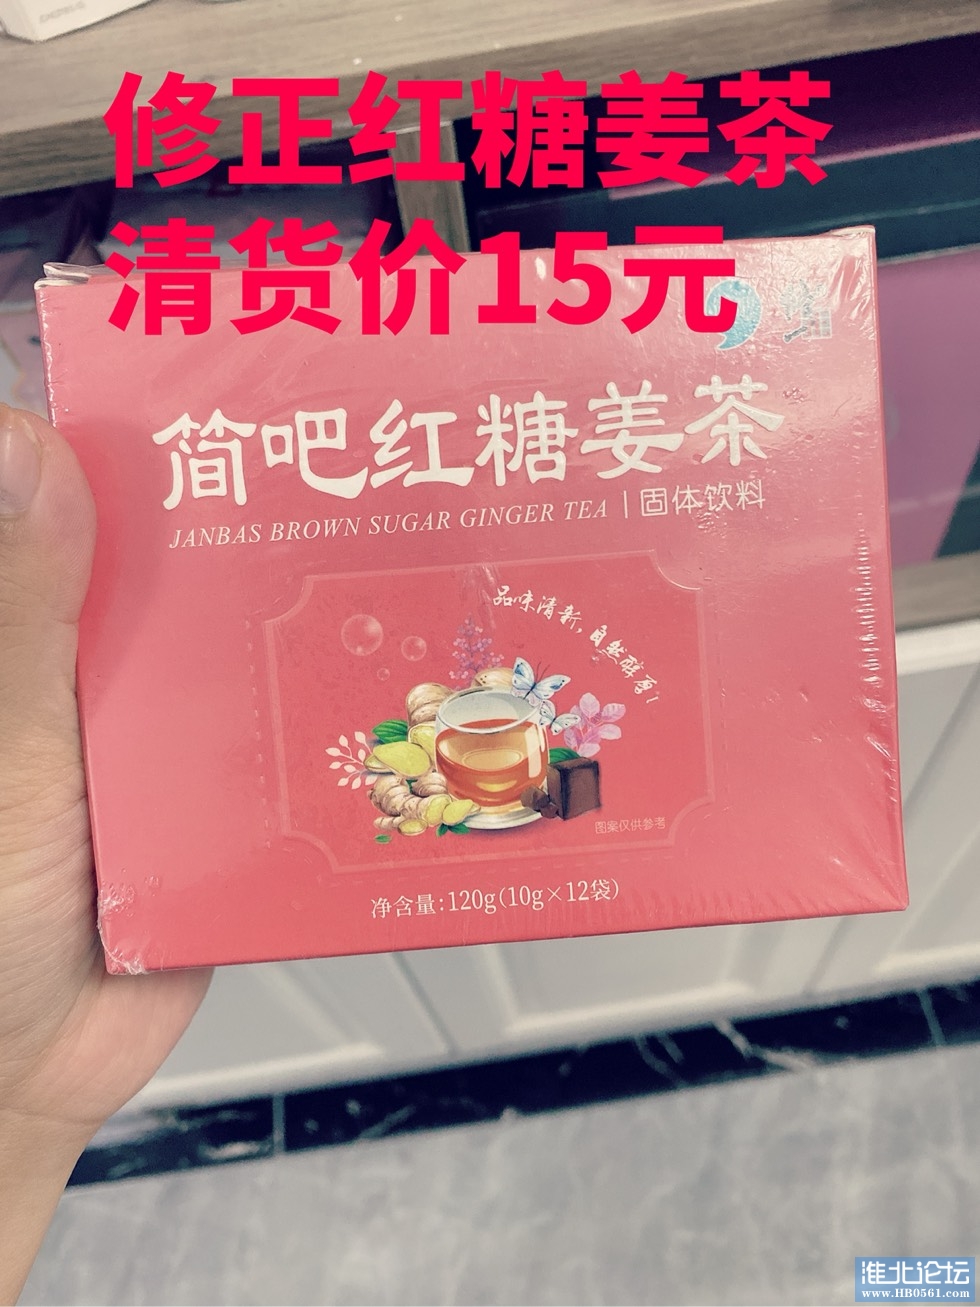 修正红糖姜茶
清货价15元
简吧红糖姜茶
JANBAS BROWN SUGAR GINGER TEA | 固体饮料
品味清新，自然醇香！
图案仅供参考
净含量:120g(10g×12袋)
淮北论坛
www.HB0561.com